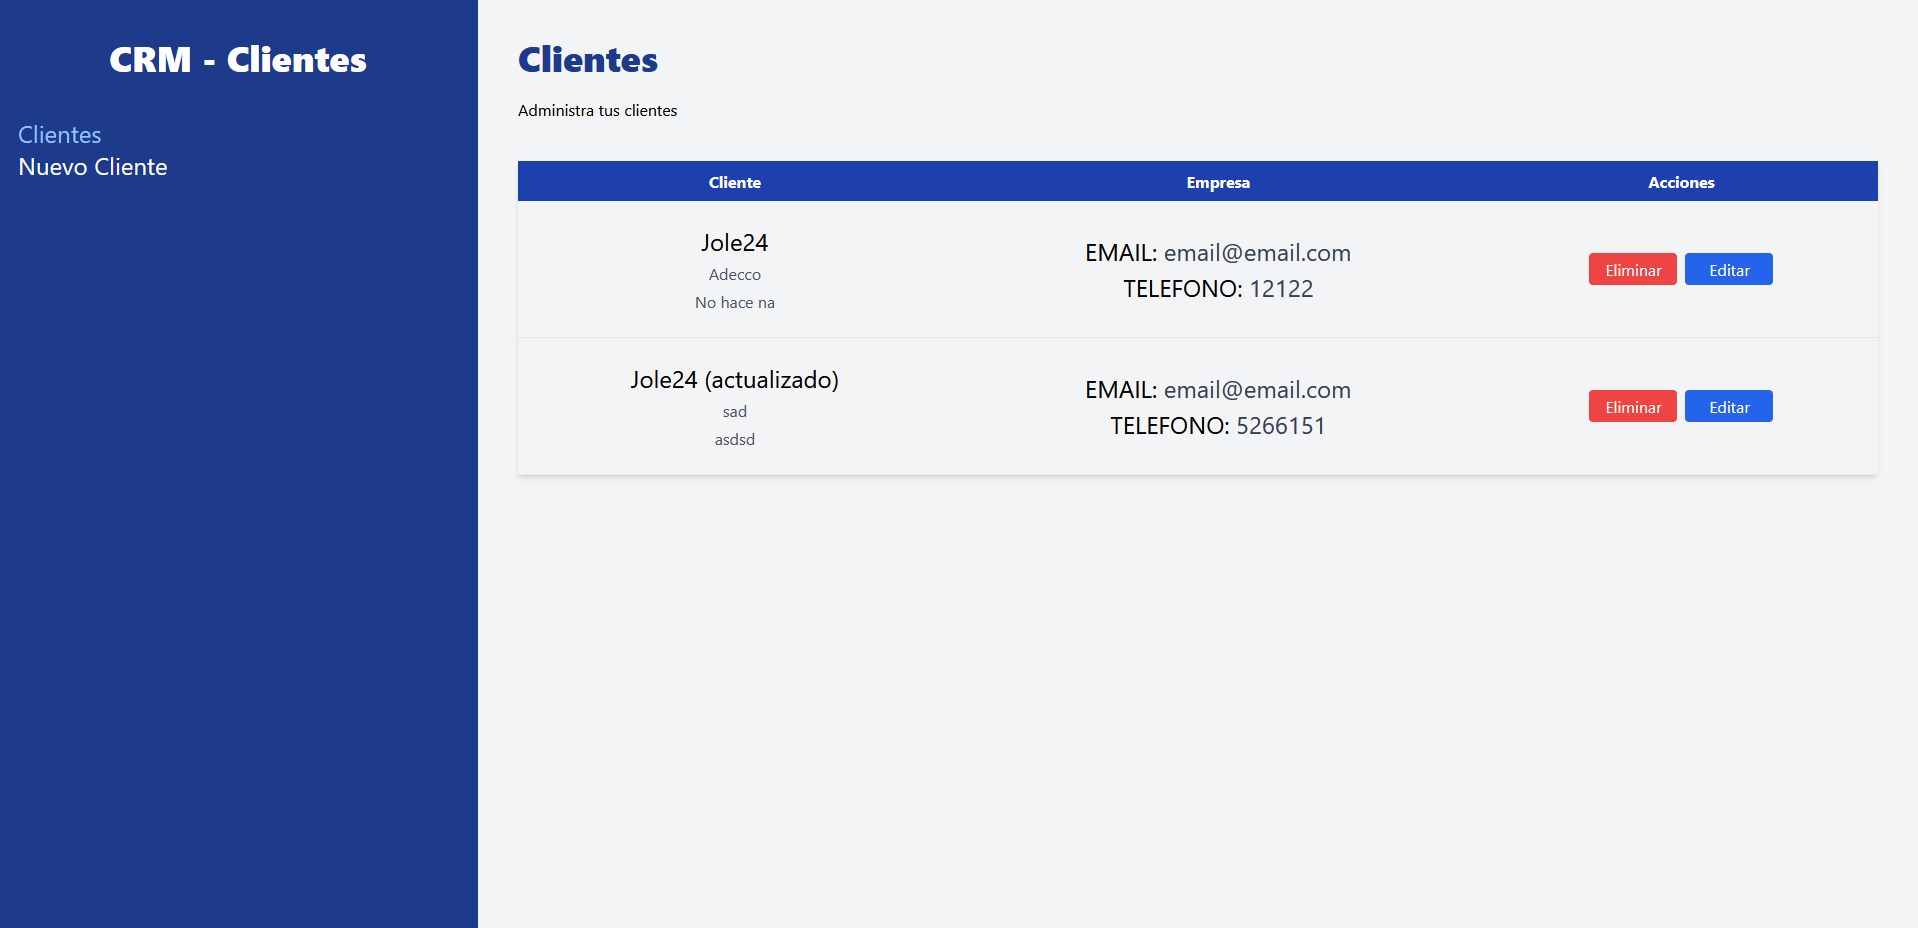 CRM - Clientes
Clientes
Nuevo Cliente
Clientes
Administra tus clientes
Cliente Empresa Acciones
Jole24
Adecco
No hace na
EMAIL: email@email.com
TELEFONO: 12122
Eliminar Editar
Jole24 (actualizado)
sad
asdsd
EMAIL: email@email.com
TELEFONO: 5266151
Eliminar Editar